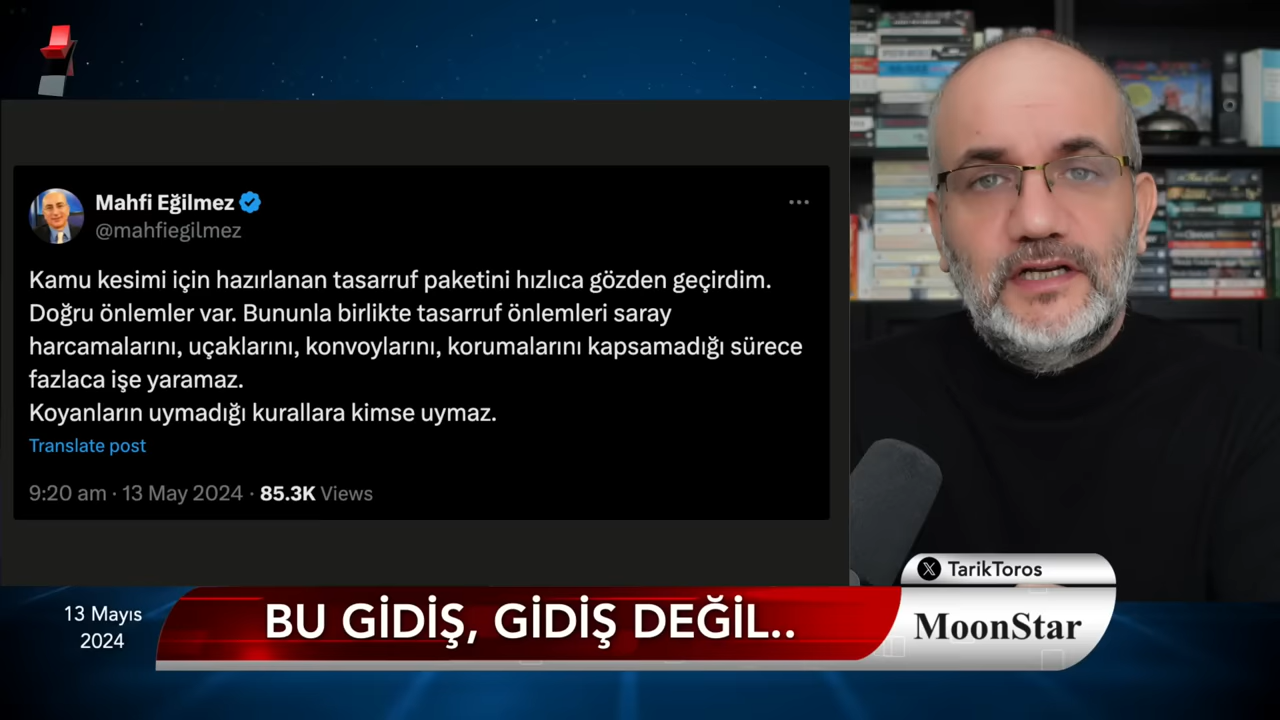 Mahfi Eğilmez
@mahfiegilmez
Kamu kesimi için hazırlanan tasarruf paketini hızlıca gözden geçirdim.
Doğru önlemler var. Bununla birlikte tasarruf önlemleri saray
harcamalarını, uçaklarını, konvoylarını, korumalarını kapsamadığı sürece
fazlaca işe yaramaz.
Koyanların uymadığı kurallara kimse uymaz.
Translate post
9:20 am · 13 May 2024 · 85.3K Views
TarikToros
13 Mayıs
2024
BU GİDİŞ, GİDİŞ DEĞİL..
MoonStar